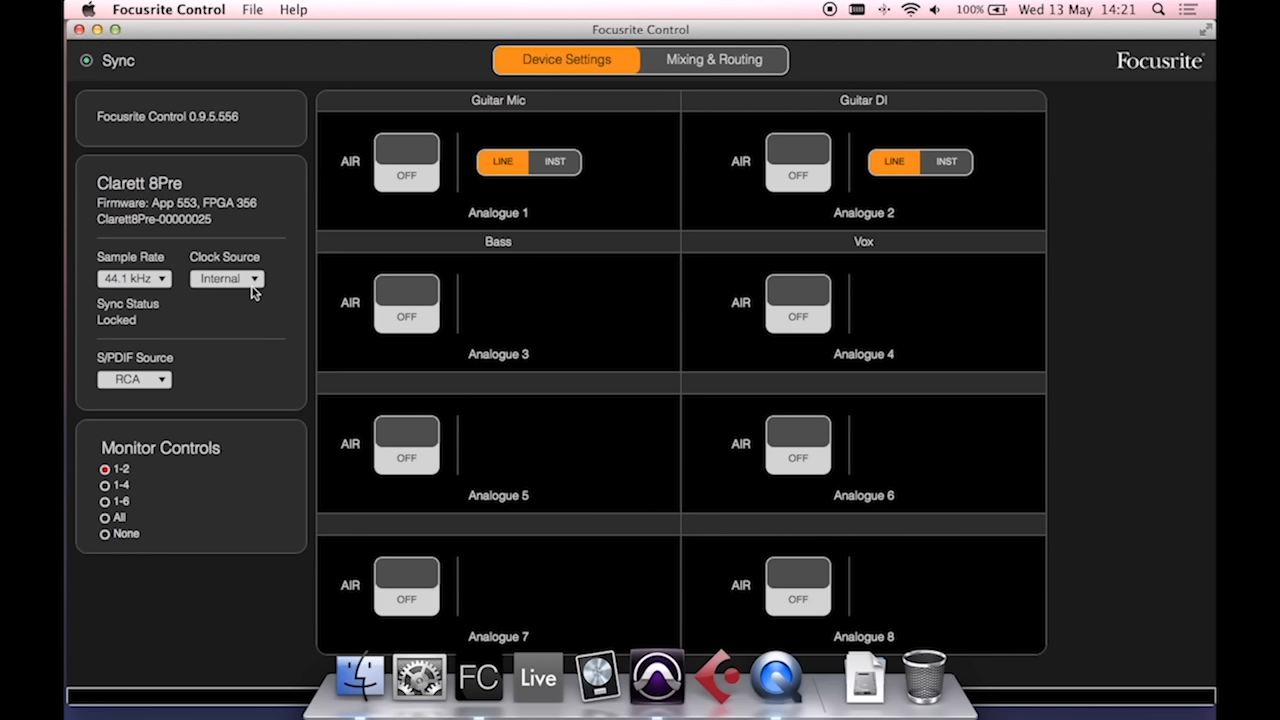 Focusrite Control File Help 100% Wed 13 May 14:21
Focusrite Control
Sync Device Settings Mixing & Routing Focusrite
Focusrite Control 0.9.5.556
Clarett 8Pre
Firmware: App 553, FPGA 356
Clarett8Pre-00000025
Sample Rate Clock Source
44.1 kHz Internal
Sync Status
Locked
S/PDIF Source
RCA
Monitor Controls
1-2
1-4
1-6
All
None
Guitar Mic Guitar DI
AIR OFF LINE INST AIR OFF LINE INST
Analogue 1 Analogue 2
Bass Vox
AIR OFF AIR OFF
Analogue 3 Analogue 4
AIR OFF AIR OFF
Analogue 5 Analogue 6
AIR OFF AIR OFF
Analogue 7 Analogue 8
FC Live